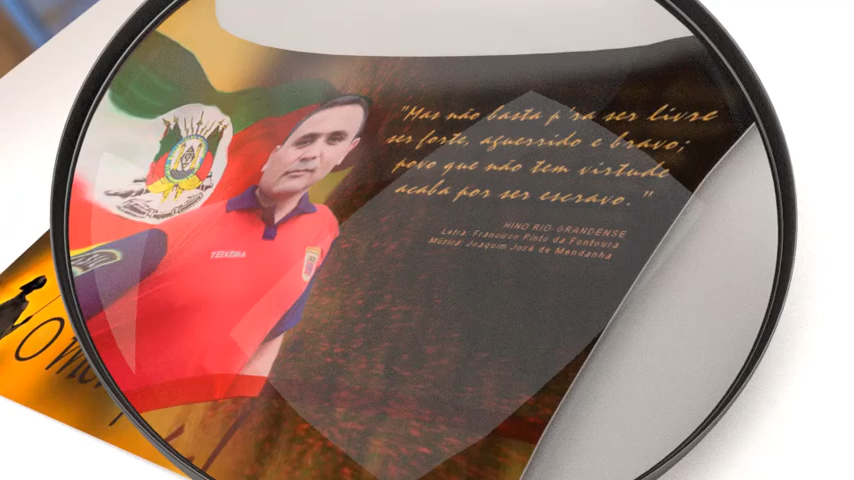 "Mas não basta p'ra ser livre
ser forte, aguerrido e bravo;
povo que não tem virtude
acaba por ser escravo. "
HINO RIO-GRANDENSE
Letra: Francisco Pinto da Fontoura
Música: Joaquim José de Mendanha
TEIXEIRA
O